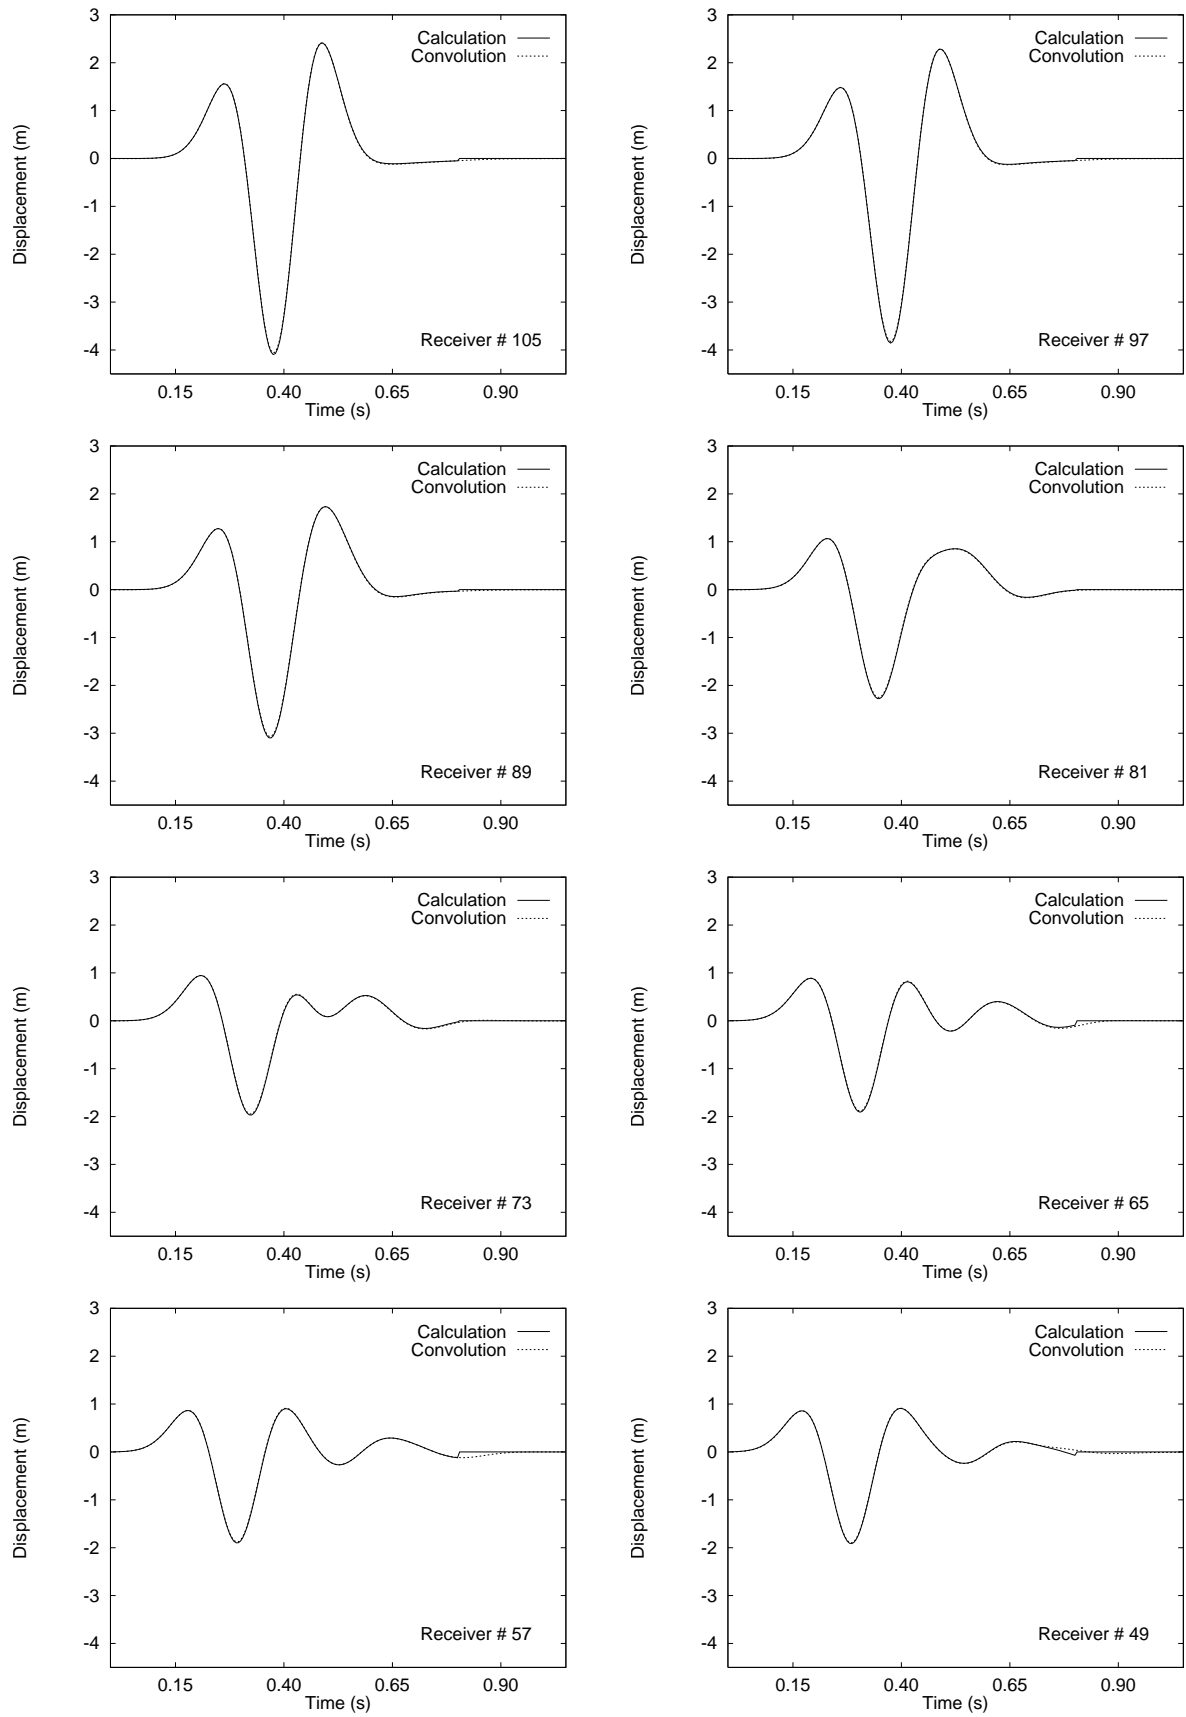 3
2
1
0
-1
-2
-3
-4
Displacement (m)
Calculation
Convolution
Receiver # 105
0.15 0.40 0.65 0.90
Time (s)
3
2
1
0
-1
-2
-3
-4
Displacement (m)
Calculation
Convolution
Receiver # 97
0.15 0.40 0.65 0.90
Time (s)
3
2
1
0
-1
-2
-3
-4
Displacement (m)
Calculation
Convolution
Receiver # 89
0.15 0.40 0.65 0.90
Time (s)
3
2
1
0
-1
-2
-3
-4
Displacement (m)
Calculation
Convolution
Receiver # 81
0.15 0.40 0.65 0.90
Time (s)
3
2
1
0
-1
-2
-3
-4
Displacement (m)
Calculation
Convolution
Receiver # 73
0.15 0.40 0.65 0.90
Time (s)
3
2
1
0
-1
-2
-3
-4
Displacement (m)
Calculation
Convolution
Receiver # 65
0.15 0.40 0.65 0.90
Time (s)
3
2
1
0
-1
-2
-3
-4
Displacement (m)
Calculation
Convolution
Receiver # 57
0.15 0.40 0.65 0.90
Time (s)
3
2
1
0
-1
-2
-3
-4
Displacement (m)
Calculation
Convolution
Receiver # 49
0.15 0.40 0.65 0.90
Time (s)